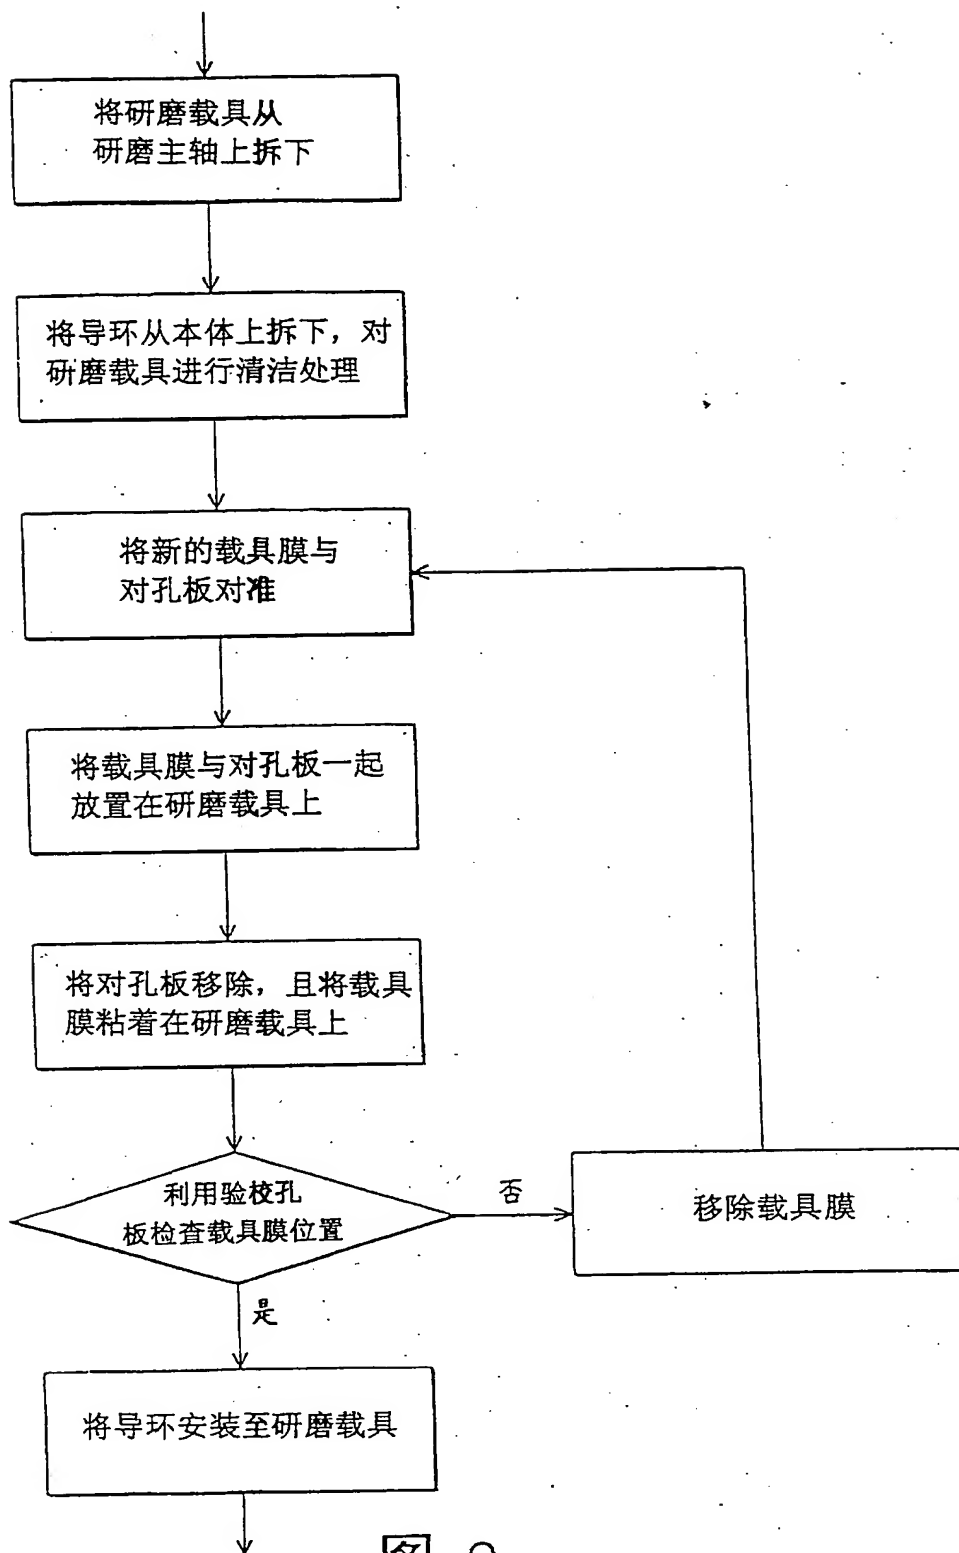 将研磨载具从
研磨主轴上拆下
将导环从本体上拆下，对
研磨载具进行清洁处理
将新的载具膜与
对孔板对准
将载具膜与对孔板一起
放置在研磨载具上
将对孔板移除，且将载具
膜粘着在研磨载具上
利用验校孔
板检查载具膜位置
否
移除载具膜
是
将导环安装至研磨载具